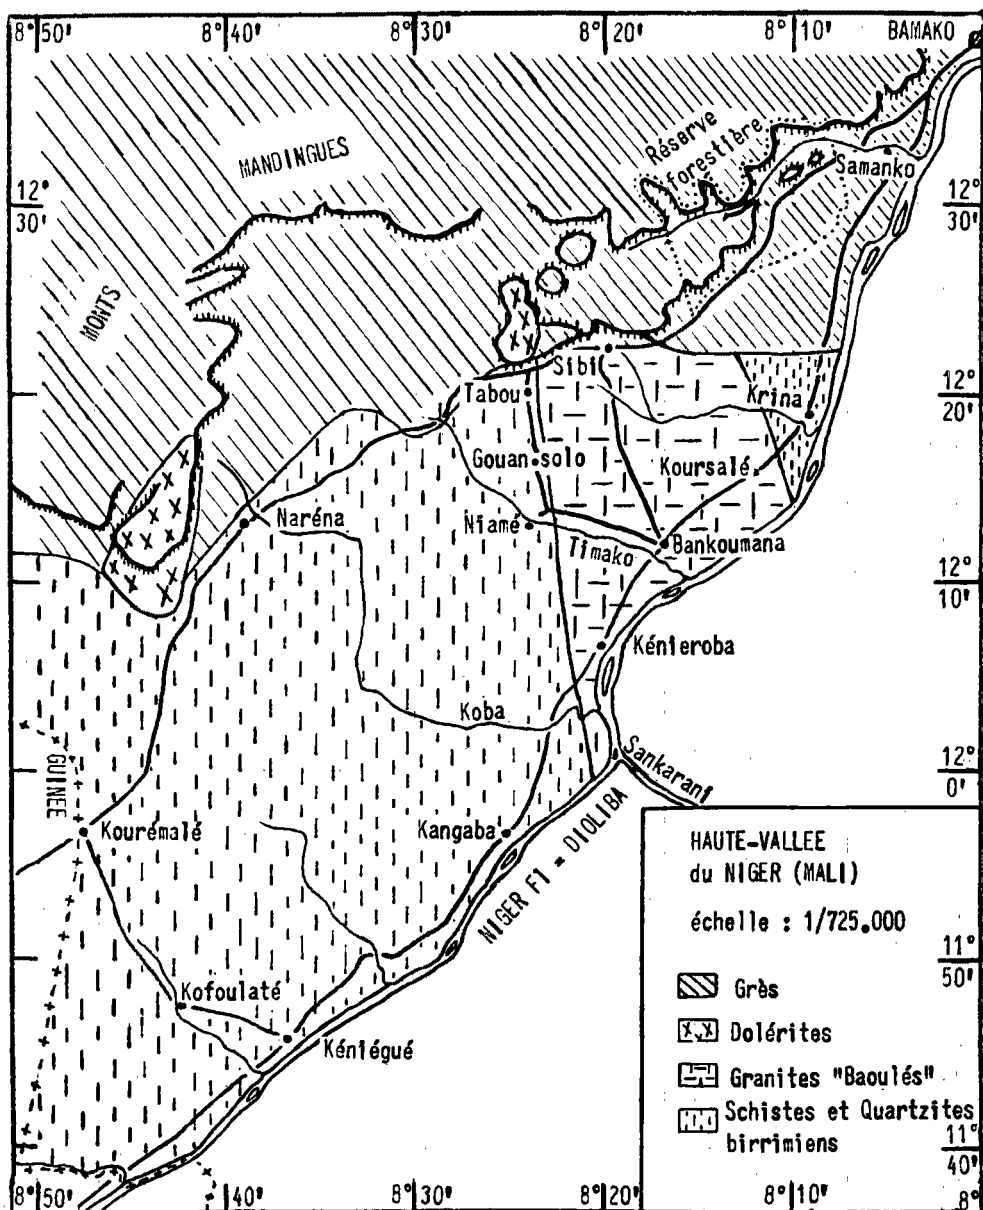 8°50' 8°40' 8°30' 8°20' 8°10' BAMAKO
MANDINGUES
Réserve
forestière
Samanko
12°
30'
12°
30'
MONTS
Sibi
Tabou
Krina
12°
20'
Gouan solo
Koursalé
Naréna
Niamé
Timako
Bankoumana
12°
10'
Kénieroba
Koba
Sankarani
12°
0'
GUINEE
Kourémalé
Kangaba
NIGER Fl = DIOLIBA
HAUTE-VALLEE
du NIGER (MALI)
échelle : 1/725.000
11°
50'
Grès
Kofoulaté
Dolérites
Kéniégué
Granites "Baoulés"
Schistes et Quartzites
birrimiens
11°
40'
8°50' 8°40' 8°30' 8°20' 8°10' 8°